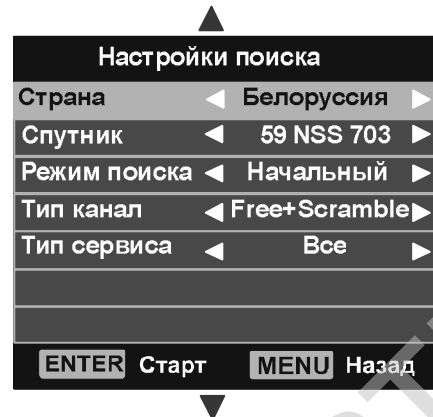 Настройки поиска
Страна Белоруссия
Спутник 59 NSS 703
Режим поиска Начальный
Тип канал Free+Scramble
Тип сервиса Все
ENTER Старт MENU Назад